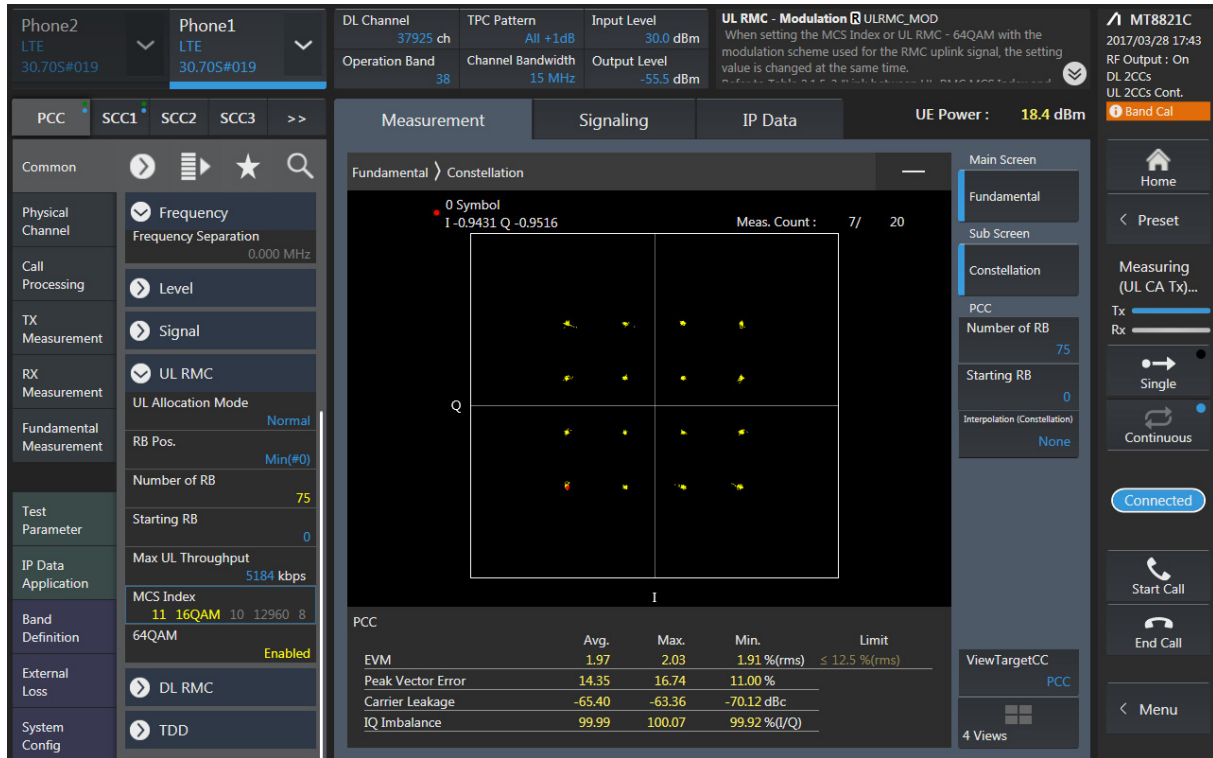 Phone2
LTE
30.70S#019
Phone1
LTE
30.70S#019
DL Channel
37925 ch
TPC Pattern
All +1dB
Input Level
30.0 dBm
Operation Band
38
Channel Bandwidth
15 MHz
Output Level
-55.5 dBm
UL RMC - Modulation R ULRMC_MOD
When setting the MCS Index or UL RMC -
64QAM with the
modulation scheme used for the RMC uplink signal, the setting
value is changed at the same time.
MT8821C
2017/03/28 17:43
RF Output : On
DL 2CCs
UL 2CCs Cont.
Band Cal
PCC SCC1 SCC2 SCC3 >>
Measurement Signaling IP Data
UE Power : 18.4 dBm
Common
Physical
Channel
Call
Processing
TX
Measurement
RX
Measurement
Fundamental
Measurement
Test
Parameter
IP Data
Application
Band
Definition
External
Loss
System
Config
Frequency
Frequency Separation
0.000 MHz
Level
Signal
UL RMC
UL Allocation Mode
Normal
RB Pos.
Min(#0)
Number of RB
75
Starting RB
0
Max UL Throughput
5184 kbps
MCS Index
11 16QAM 10 12960 8
64QAM
Enabled
DL RMC
TDD
Fundamental 〉 Constellation
0 Symbol
I -0.9431 Q -0.9516
Meas. Count : 7/ 20
Q
I
PCC
Avg. Max. Min. Limit
EVM 1.97 2.03 1.91 %(rms) ≤ 12.5 %(rms)
Peak Vector Error 14.35 16.74 11.00 %
Carrier Leakage -65.40 -63.36 -70.12 dBc
IQ Imbalance 99.99 100.07 99.92 %(I/Q)
Main Screen
Fundamental
Sub Screen
Constellation
PCC
Number of RB
75
Starting RB
0
Interpolation (Constellation)
None
ViewTargetCC
PCC
4 Views
Home
< Preset
Measuring
(UL CA Tx)...
Tx
Rx
Single
Continuous
Connected
Start Call
End Call
< Menu